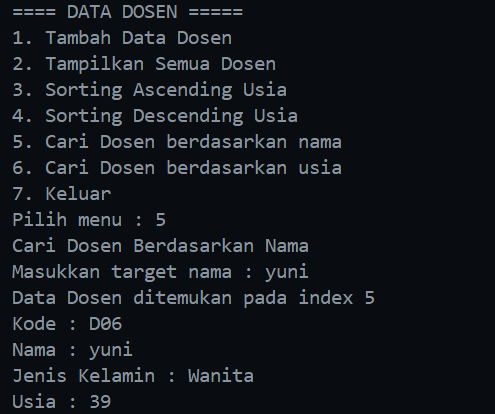 ==== DATA DOSEN =====
1. Tambah Data Dosen
2. Tampilkan Semua Dosen
3. Sorting Ascending Usia
4. Sorting Descending Usia
5. Cari Dosen berdasarkan nama
6. Cari Dosen berdasarkan usia
7. Keluar
Pilih menu : 5
Cari Dosen Berdasarkan Nama
Masukkan target nama : yuni
Data Dosen ditemukan pada index 5
Kode : D06
Nama : yuni
Jenis Kelamin : Wanita
Usia : 39